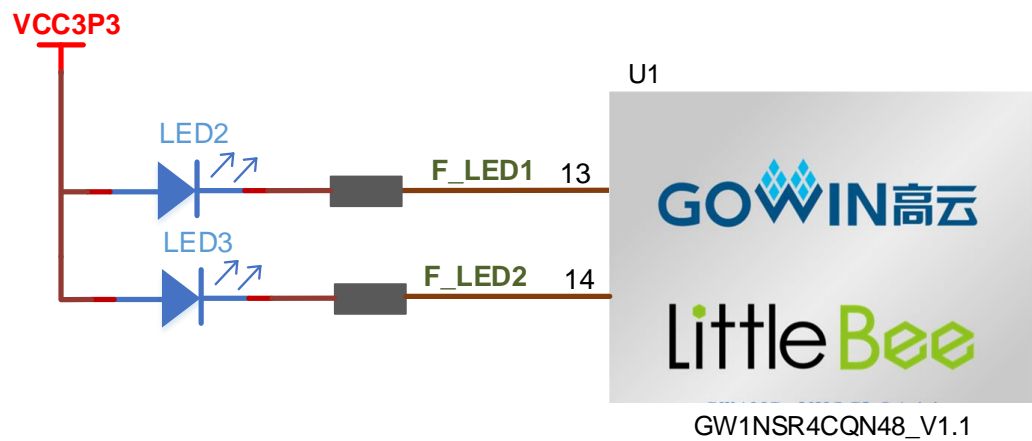 VCC3P3
U1
LED2
F_LED1 13
GOWIN高云
LED3
F_LED2 14
LittleBee
GW1NSR4CQN48_V1.1